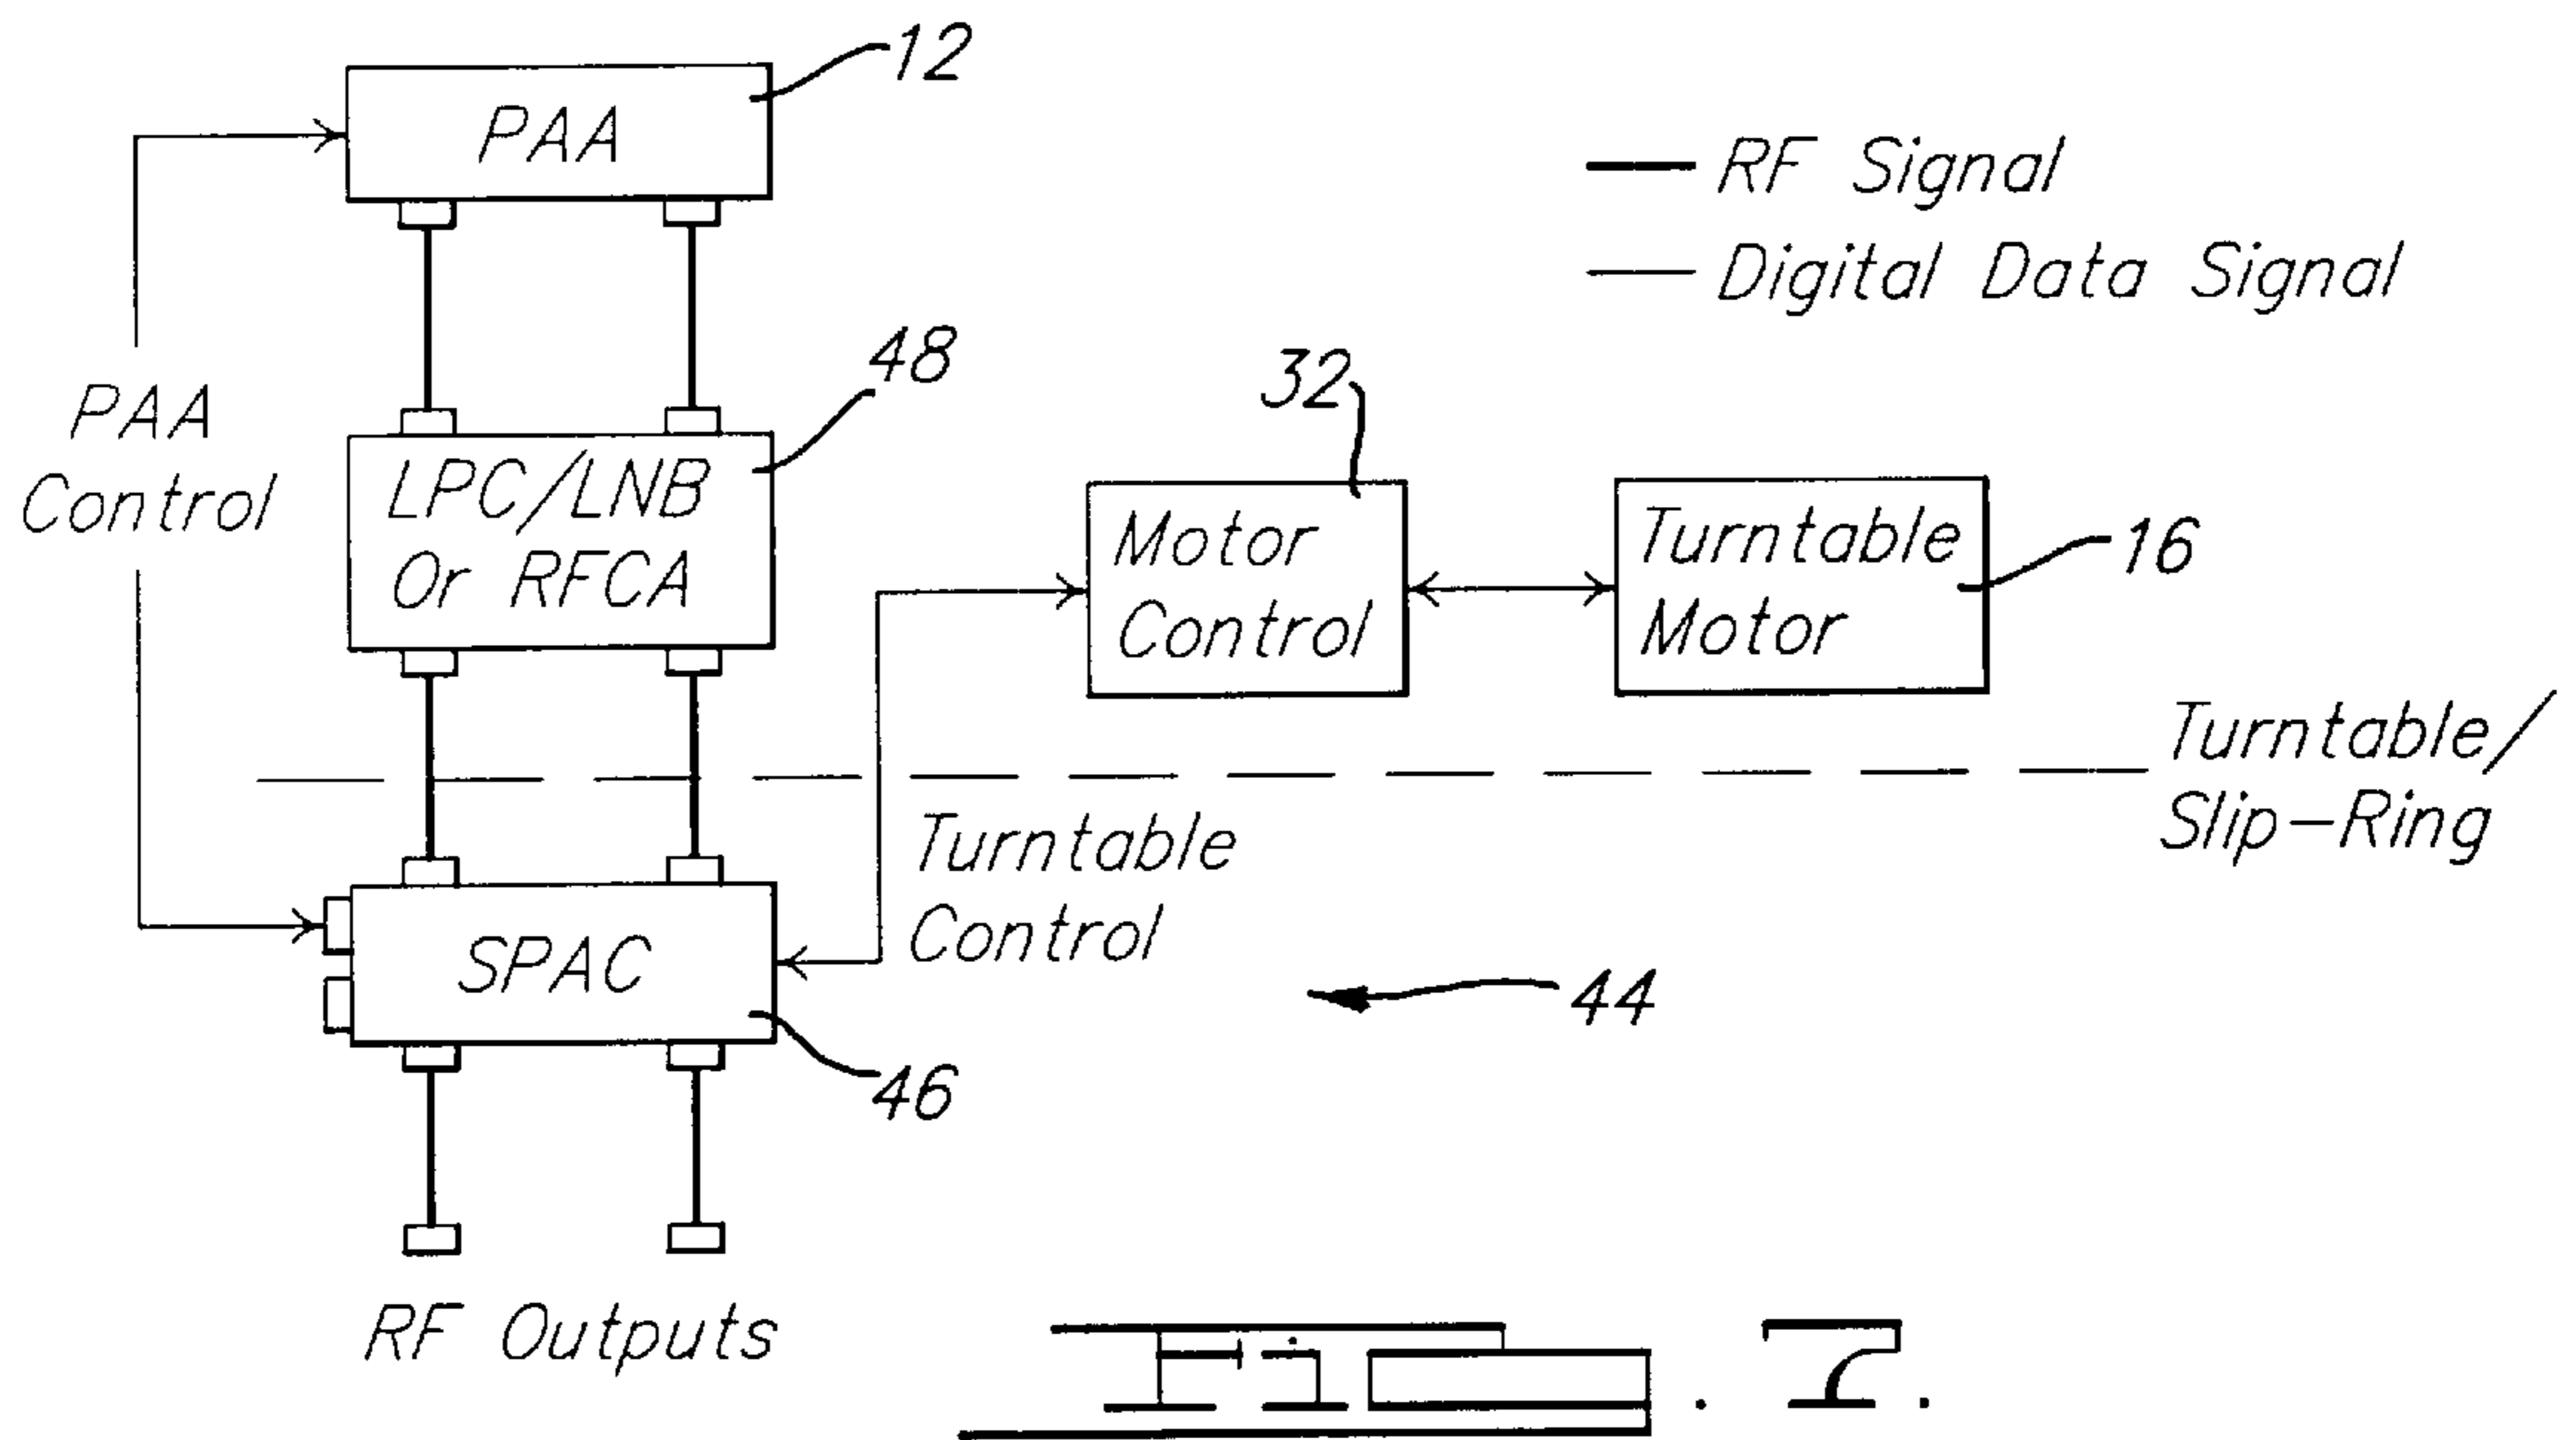 12
PAA
RF Signal
Digital Data Signal
PAA
Control
48
LPC/LNB
Or RFCA
32
Motor
Control
Turntable
Motor
16
Turntable/
Slip-Ring
Turntable
Control
SPAC
44
46
RF Outputs
Fig. 7.